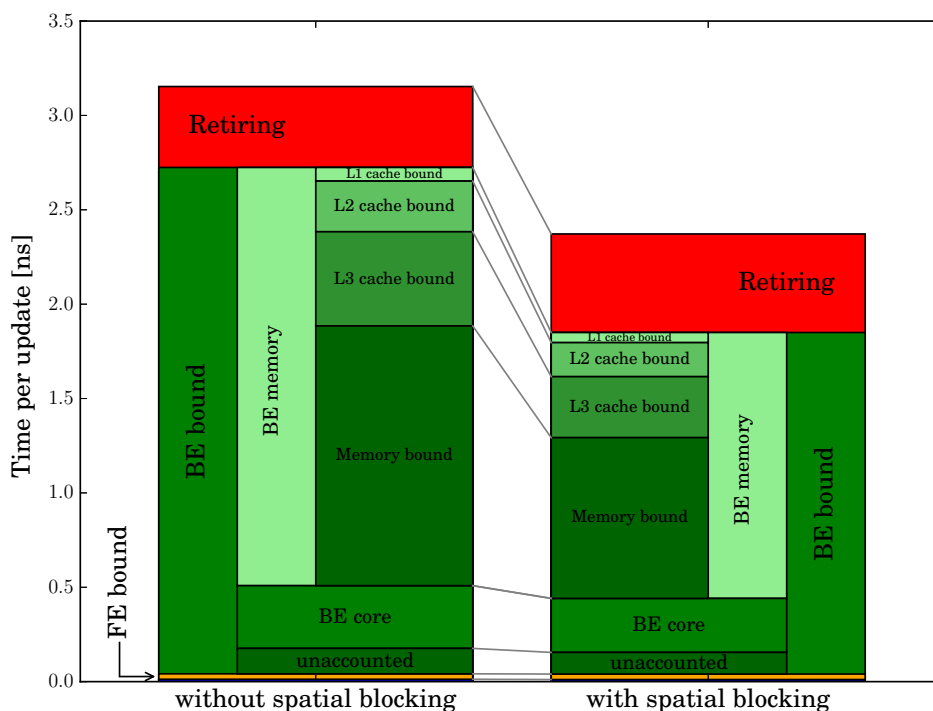 3.5
3.0
2.5
2.0
1.5
1.0
0.5
0.0
Time per update [ns]
FE bound
Retiring
BE bound
BE memory
L1 cache bound
L2 cache bound
L3 cache bound
Memory bound
BE core
unaccounted
without spatial blocking
Retiring
L1 cache bound
L2 cache bound
L3 cache bound
Memory bound
BE memory
BE bound
BE core
unaccounted
with spatial blocking